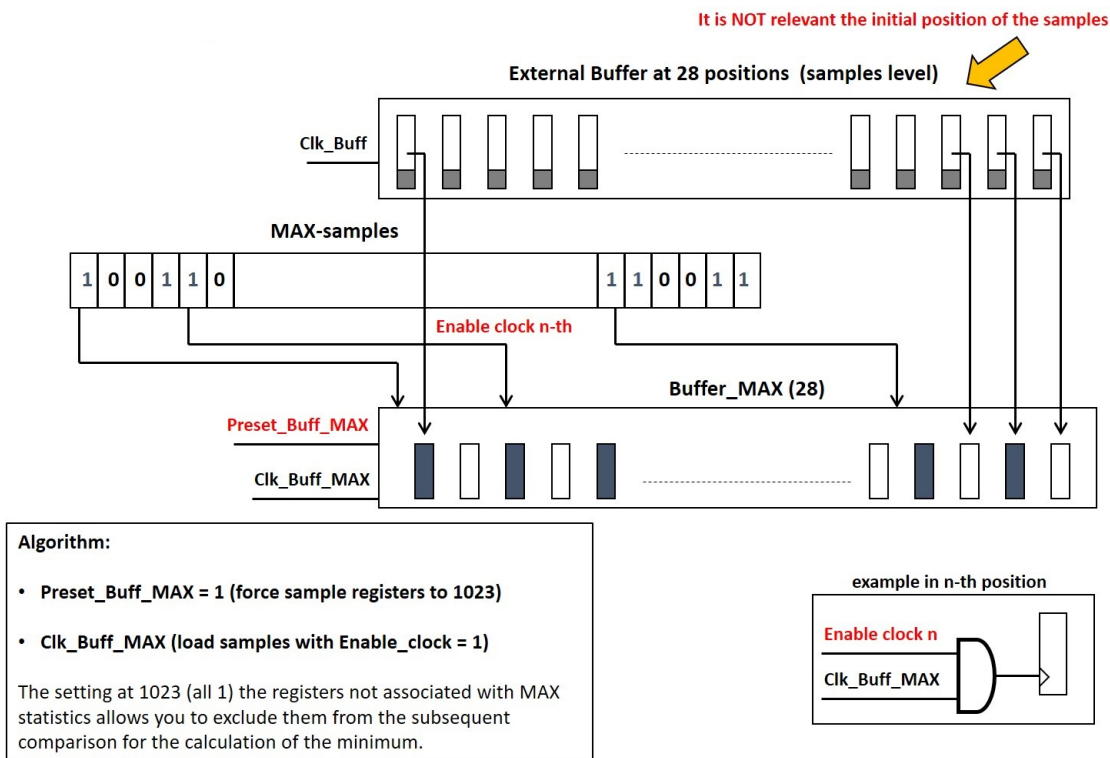 It is NOT relevant the initial position of the samples
External Buffer at 28 positions (samples level)
Clk_Buff
MAX-samples
1 0 0 1 1 0
1 1 0 0 1 1
Enable clock n-th
Buffer_MAX (28)
Preset_Buff_MAX
Clk_Buff_MAX
Algorithm:
• Preset_Buff_MAX = 1 (force sample registers to 1023)
• Clk_Buff_MAX (load samples with Enable_clock = 1)
The setting at 1023 (all 1) the registers not associated with MAX
statistics allows you to exclude them from the subsequent
comparison for the calculation of the minimum.
example in n-th position
Enable clock n
Clk_Buff_MAX